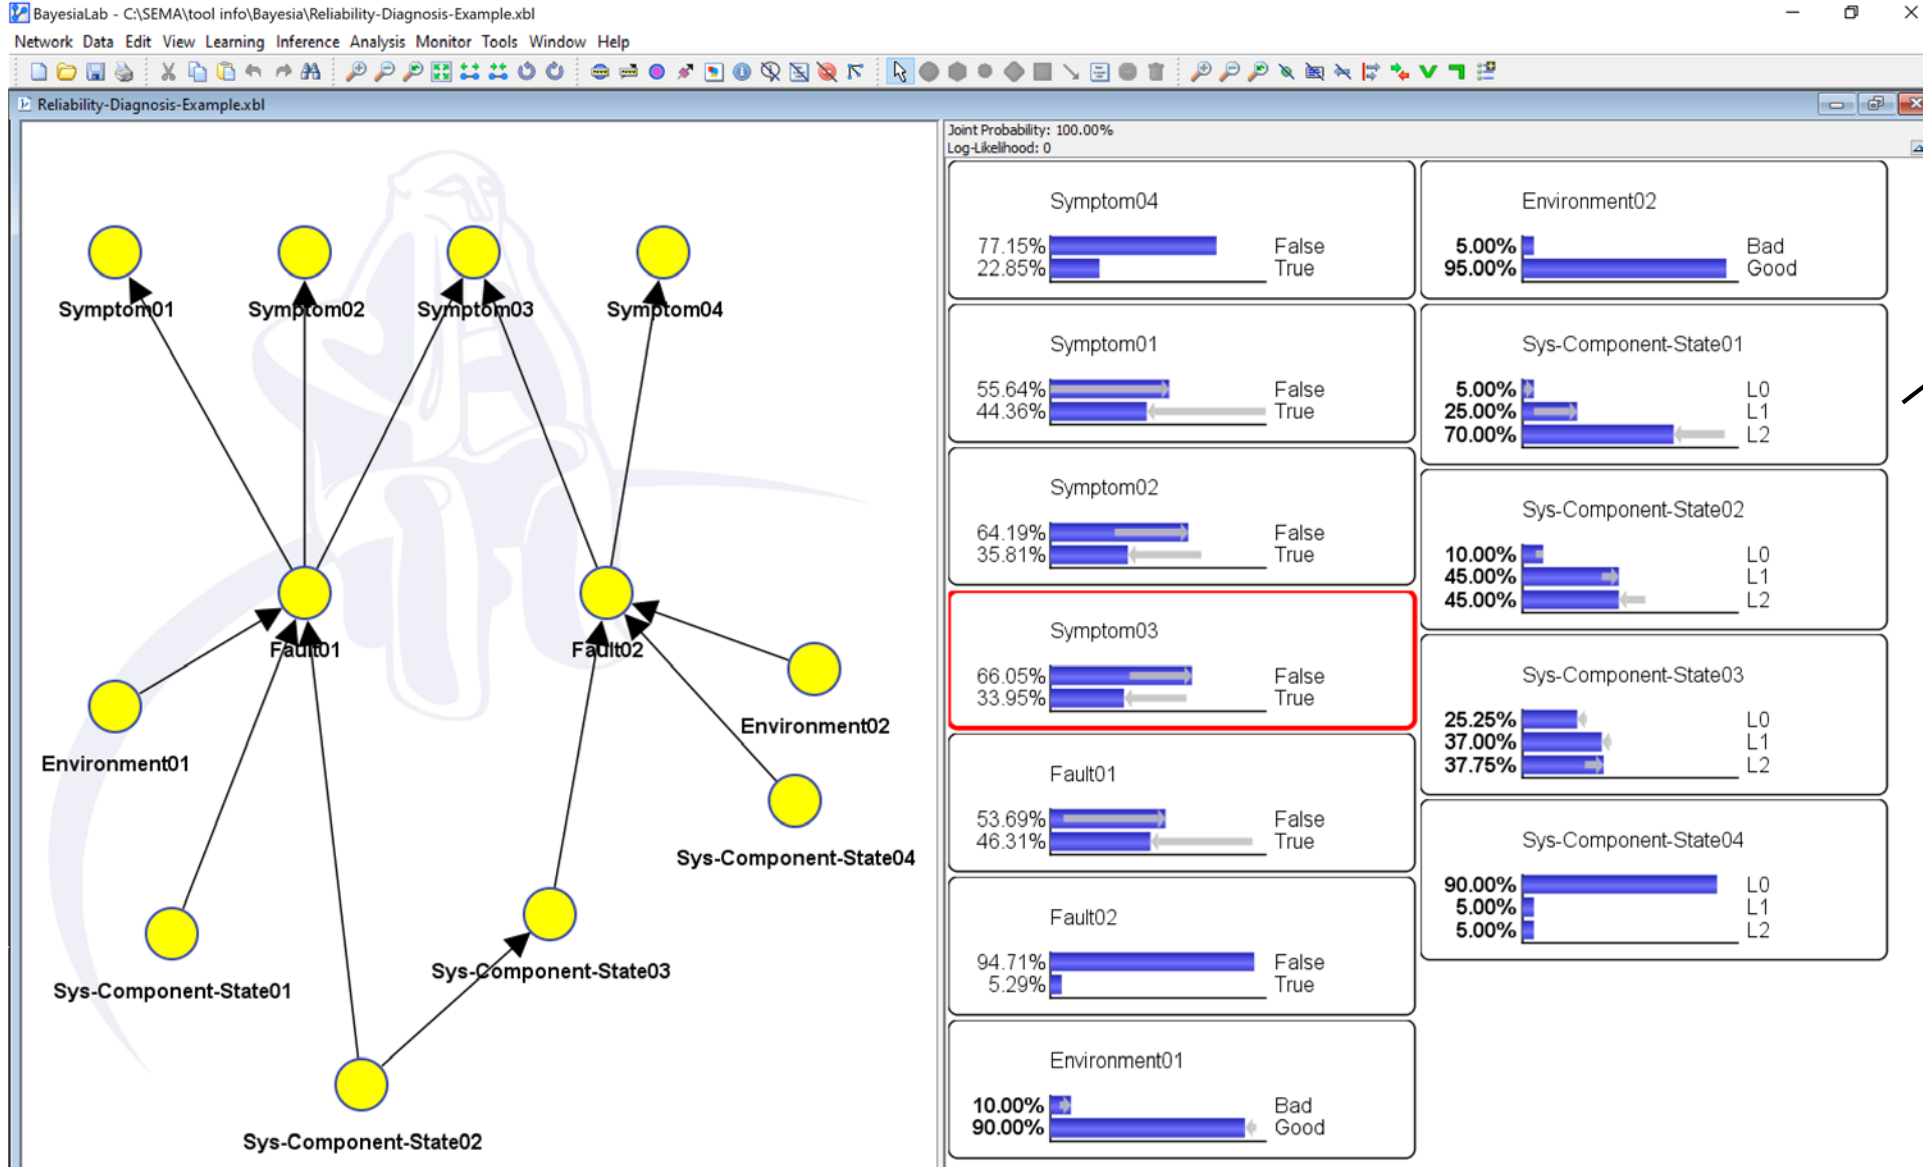 BayesiaLab - C:\SEMA\tool info\Bayesia\Reliability-Diagnosis-Example.xbl
Network Data Edit View Learning Inference Analysis Monitor Tools Window Help
Reliability-Diagnosis-Example.xbl
Symptom01
Symptom02
Symptom03
Symptom04
Fault01
Fault02
Environment02
Environment01
Sys-Component-State04
Sys-Component-State03
Sys-Component-State01
Sys-Component-State02
Joint Probability: 100.00%
Log-Likelihood: 0
Symptom04
77.15% False
22.85% True
Symptom01
55.64% False
44.36% True
Symptom02
64.19% False
35.81% True
Symptom03
66.05% False
33.95% True
Fault01
53.69% False
46.31% True
Fault02
94.71% False
5.29% True
Environment01
10.00% Bad
90.00% Good
Environment02
5.00% Bad
95.00% Good
Sys-Component-State01
5.00% L0
25.00% L1
70.00% L2
Sys-Component-State02
10.00% L0
45.00% L1
45.00% L2
Sys-Component-State03
25.25% L0
37.00% L1
37.75% L2
Sys-Component-State04
90.00% L0
5.00% L1
5.00% L2